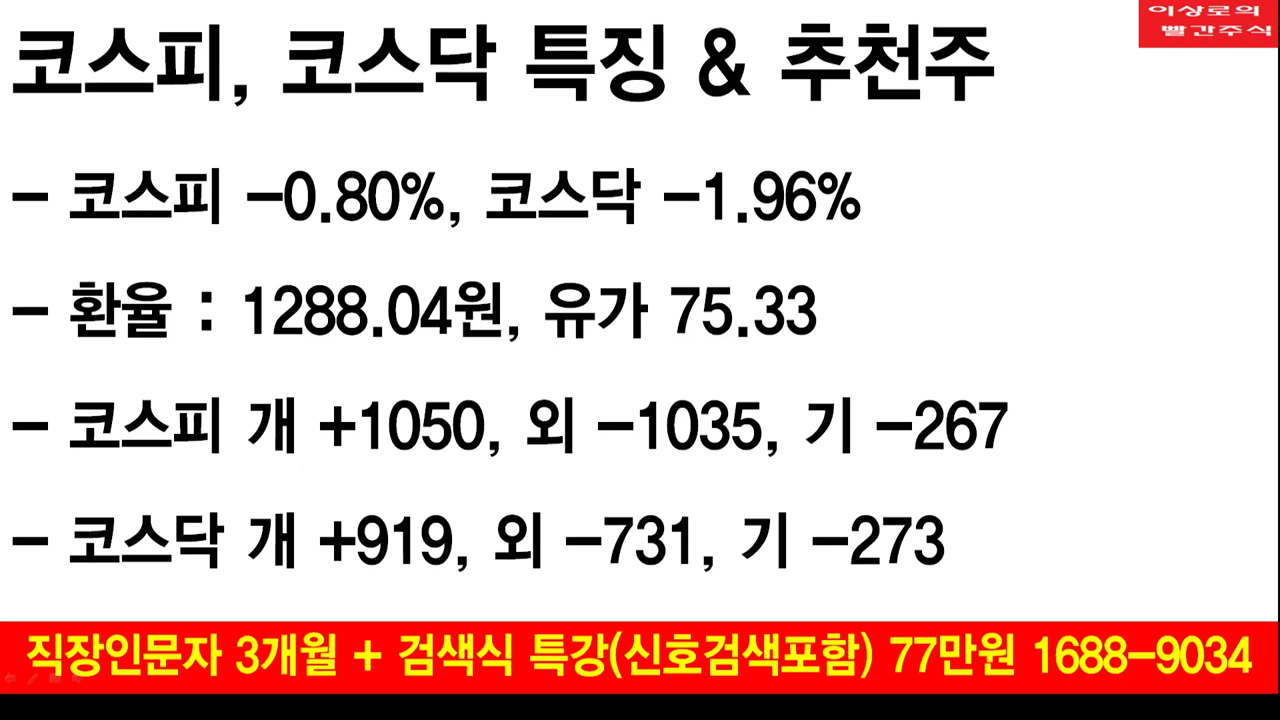 이상로의
빨간주식
코스피, 코스닥 특징 & 추천주
- 코스피 -0.80%, 코스닥 -1.96%
- 환율 : 1288.04원, 유가 75.33
- 코스피 개 +1050, 외 -1035, 기 -267
- 코스닥 개 +919, 외 -731, 기 -273
직장인문자 3개월 + 검색식 특강(신호검색포함) 77만원 1688-9034